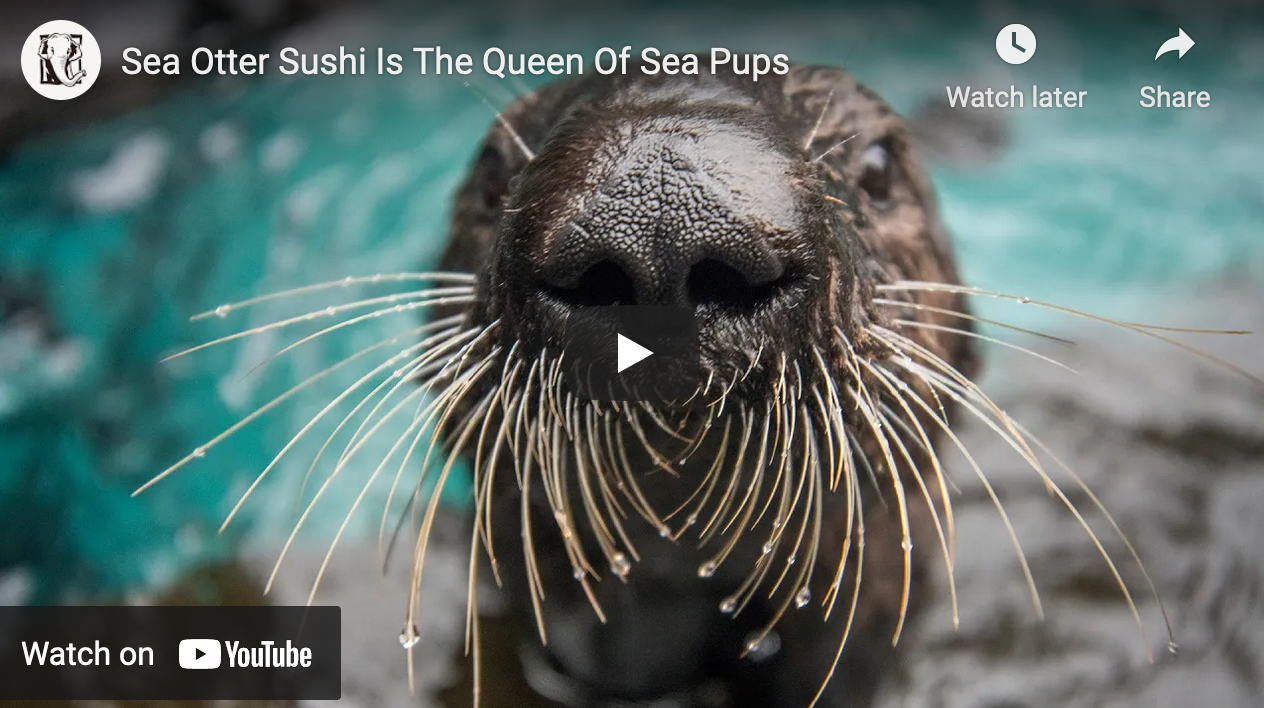 Sea Otter Sushi Is The Queen Of Sea Pups
Watch later
Share
Watch on YouTube